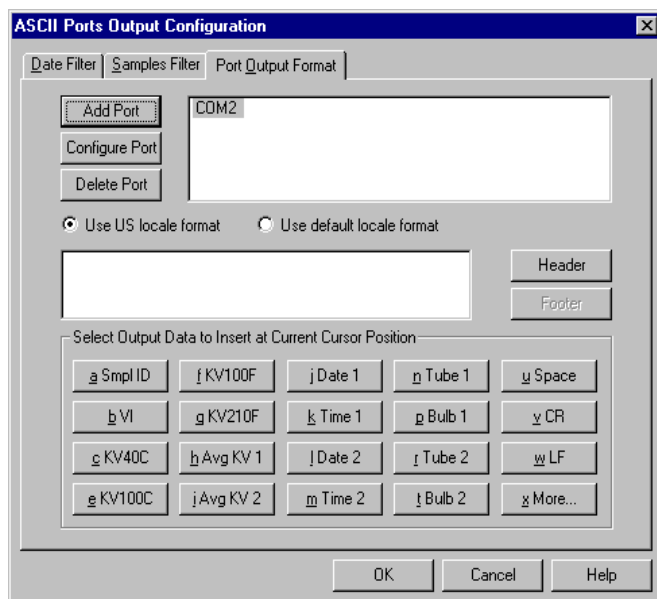 ASCII Ports Output Configuration
Date Filter Samples Filter Port Output Format
Add Port
COM2
Configure Port
Delete Port
Use US locale format Use default locale format
Header
Footer
Select Output Data to Insert at Current Cursor Position
a Smpl ID f KV100F j Date 1 n Tube 1 u Space
b VI g KV210F k Time 1 p Bulb 1 v CR
c KV40C h Avg KV 1 l Date 2 r Tube 2 w LF
e KV100C i Avg KV 2 m Time 2 t Bulb 2 x More...
OK Cancel Help